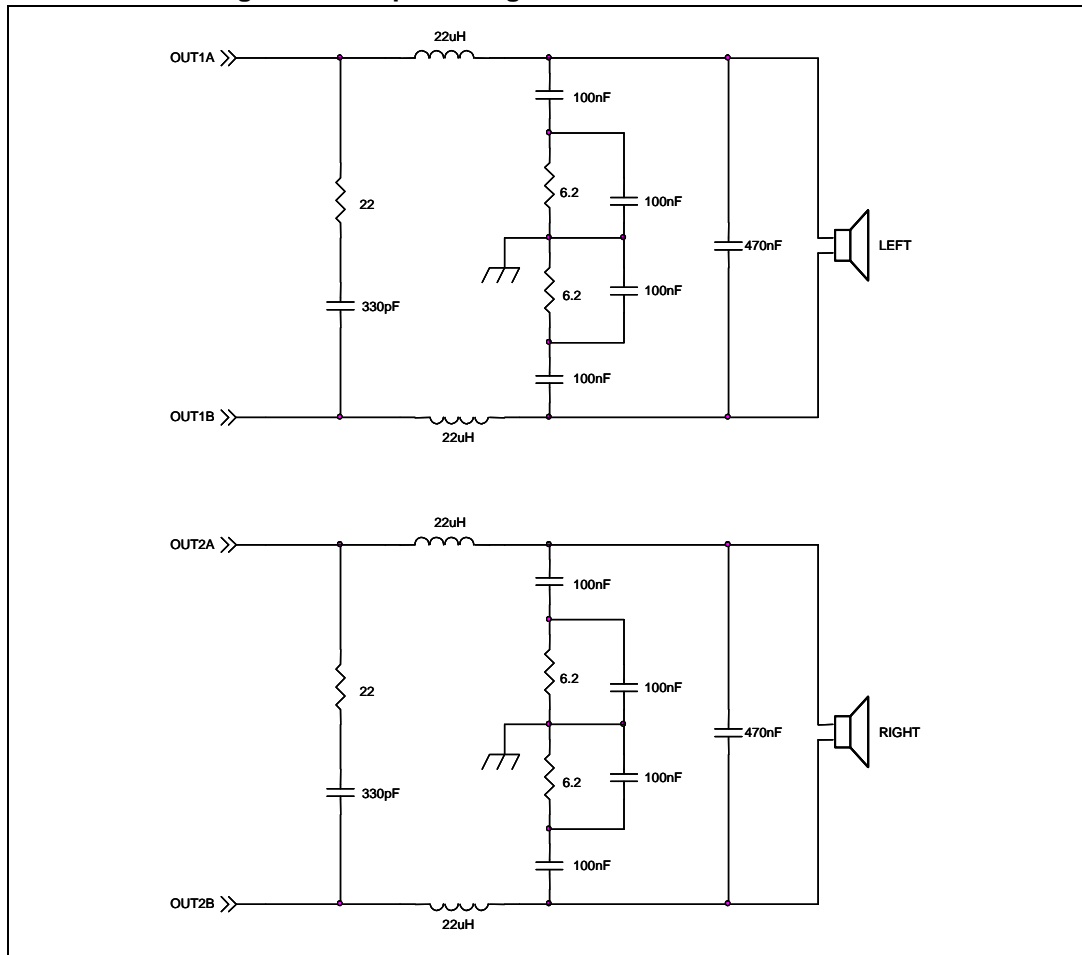 22uH
OUT1A
100nF
22
6.2
100nF
470nF
LEFT
6.2
100nF
330pF
100nF
OUT1B
22uH
22uH
OUT2A
100nF
22
6.2
100nF
470nF
RIGHT
6.2
100nF
330pF
100nF
OUT2B
22uH